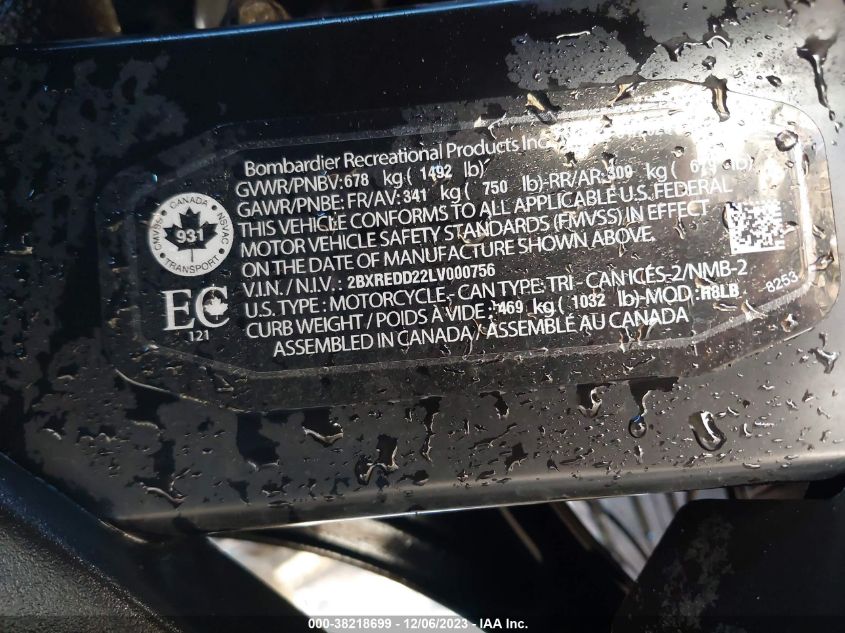 Bombardier Recreational Products Inc
GVWR/PNBV: 678 kg ( 1492 lb)
GAWR/PNBE: FR/AV: 341 kg ( 750 lb)-RR/AR: 309 kg ( lb)
THIS VEHICLE CONFORMS TO ALL APPLICABLE U.S. FEDERAL
MOTOR VEHICLE SAFETY STANDARDS (FMVSS) IN EFFECT
ON THE DATE OF MANUFACTURE SHOWN ABOVE.
V.I.N. / N.I.V. : 2BXREDD22LV000756
U.S. TYPE : MOTORCYCLE - CAN TYPE: TRI - CAN ICES-2/NMB-2
CURB WEIGHT / POIDS À VIDE : 469 kg ( 1032 lb)-MOD : H8LB
ASSEMBLED IN CANADA / ASSEMBLÉ AU CANADA
8253
CANADA
CMVSS
NSVAC
931
TRANSPORT
EC
121
000-38218699 - 12/06/2023 - IAA Inc.